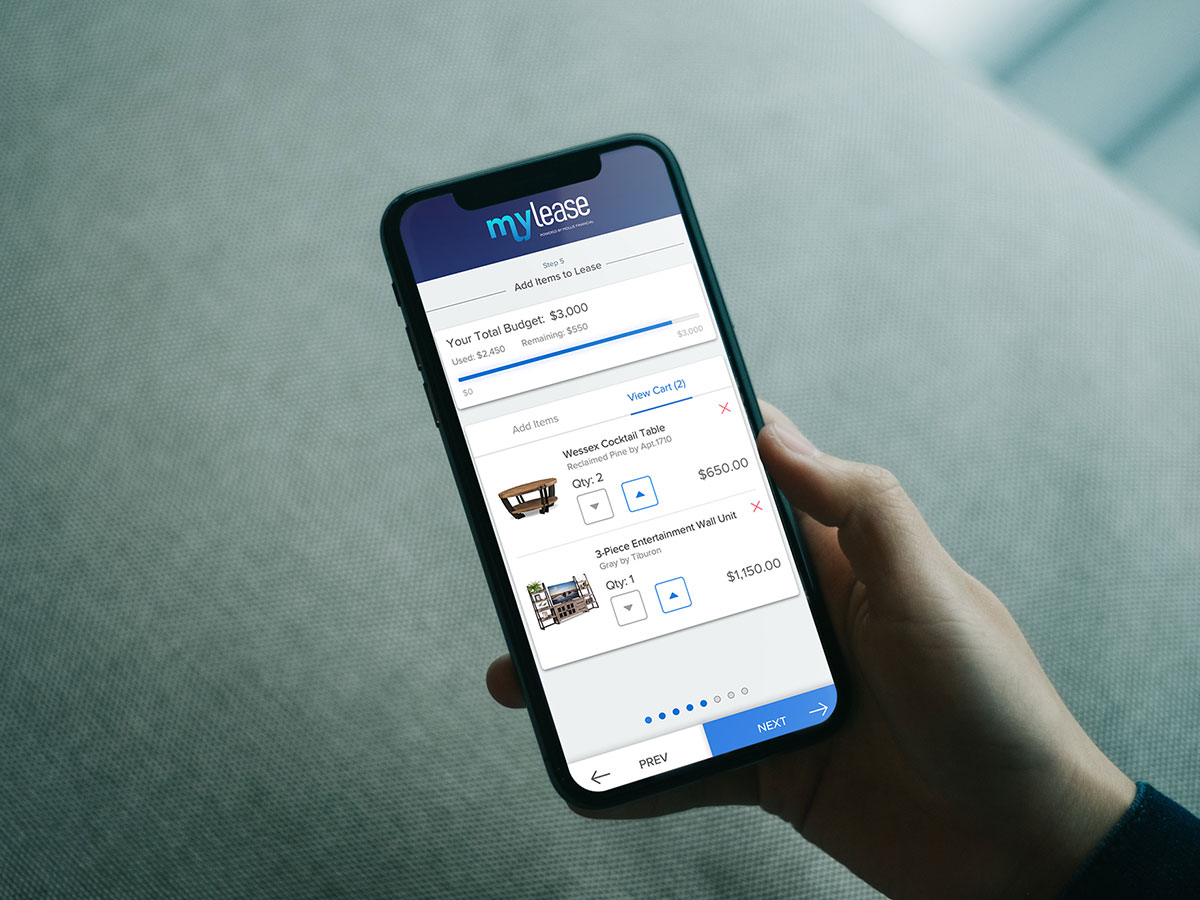 mylease
POWERED BY MOLLIE FINANCIAL
Step 5
Add Items to Lease
Your Total Budget: $3,000
Used: $2,450 Remaining: $550
$0 $3,000
Add Items View Cart (2)
Wessex Cocktail Table
Reclaimed Pine by Apt.1710
Qty: 2 $650.00
3-Piece Entertainment Wall Unit
Gray by Tiburon
Qty: 1 $1,150.00
PREV NEXT